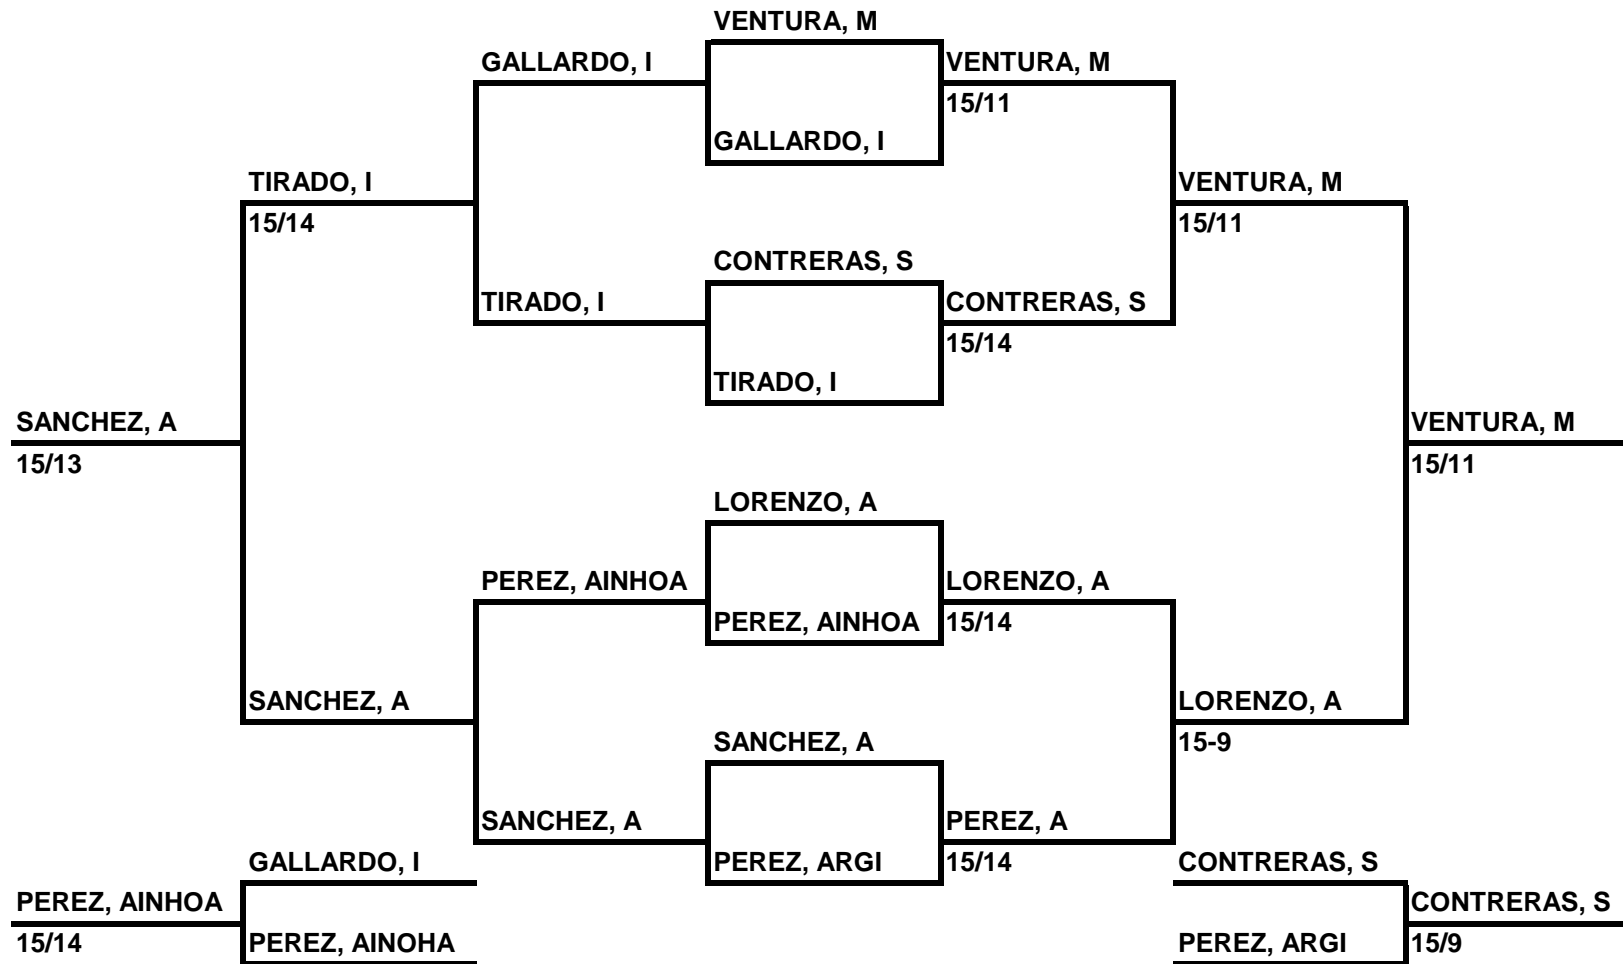 VENTURA, M
GALLARDO, I
VENTURA, M
15/11
GALLARDO, I
TIRADO, I
VENTURA, M
15/14
15/11
CONTRERAS, S
TIRADO, I
CONTRERAS, S
15/14
TIRADO, I
SANCHEZ, A
VENTURA, M
15/13
15/11
LORENZO, A
PEREZ, AINHOA
LORENZO, A
PEREZ, AINHOA
15/14
SANCHEZ, A
LORENZO, A
SANCHEZ, A
15-9
SANCHEZ, A
PEREZ, A
GALLARDO, I
PEREZ, ARGI
15/14
CONTRERAS, S
PEREZ, AINHOA
CONTRERAS, S
15/14
PEREZ, AINOHA
PEREZ, ARGI
15/9